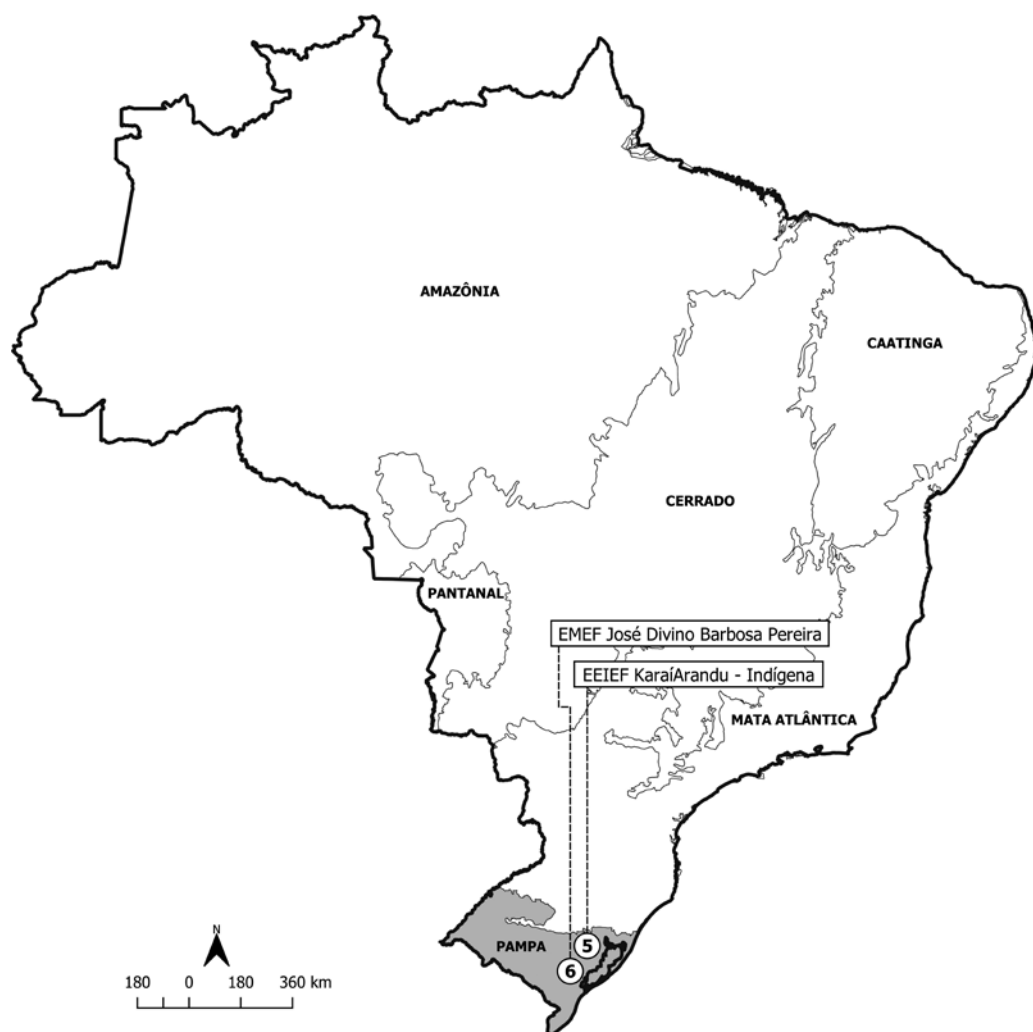 AMAZÔNIA
CAATINGA
CERRADO
PANTANAL
EMEF José Divino Barbosa Pereira
EEIEF KaraíArandu - Indígena
MATA ATLÂNTICA
N
PAMPA
5
6
180 0 180 360 km